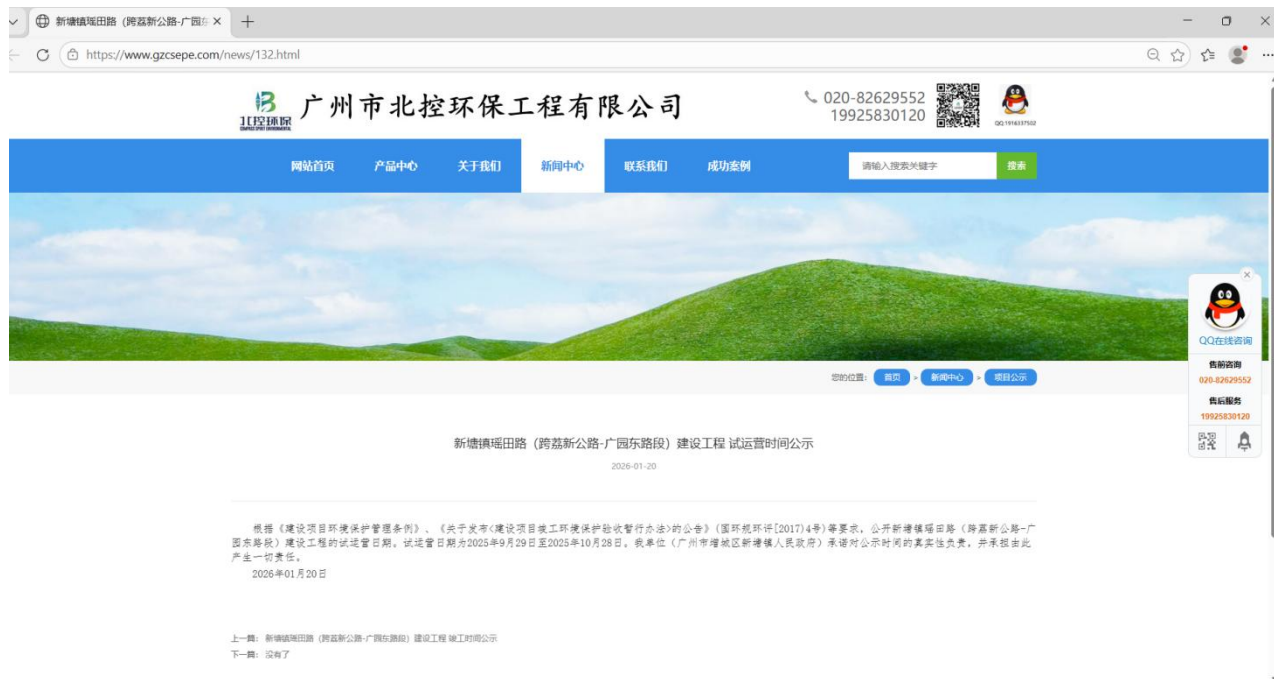 新塘镇瑶田路（跨荔新公路-广园东
https://www.gzcsepe.com/news/132.html
北控环保
广州市北控环保工程有限公司
020-82629552
19925830120
QQ:1916337502
网站首页 产品中心 关于我们 新闻中心 联系我们 成功案例
请输入搜索关键字
搜索
QQ在线咨询
售前咨询
020-82629552
售后服务
19925830120
您的位置： 首页 > 新闻中心 > 项目公示
新塘镇瑶田路（跨荔新公路-广园东路段）建设工程 试运营时间公示
2026-01-20
根据《建设项目环境保护管理条例》、《关于发布<建设项目竣工环境保护验收暂行办法>的公告》（国环规环评[2017]4号)等要求，公开新塘镇瑶田路（跨荔新公路-广
园东路段）建设工程的试运营日期。试运营日期为2025年9月29日至2025年10月28日。我单位（广州市增城区新塘镇人民政府）承诺对公示时间的真实性负责，并承担由此
产生一切责任。
2026年01月20日
上一篇： 新塘镇瑶田路（跨荔新公路-广园东路段）建设工程 竣工时间公示
下一篇： 没有了